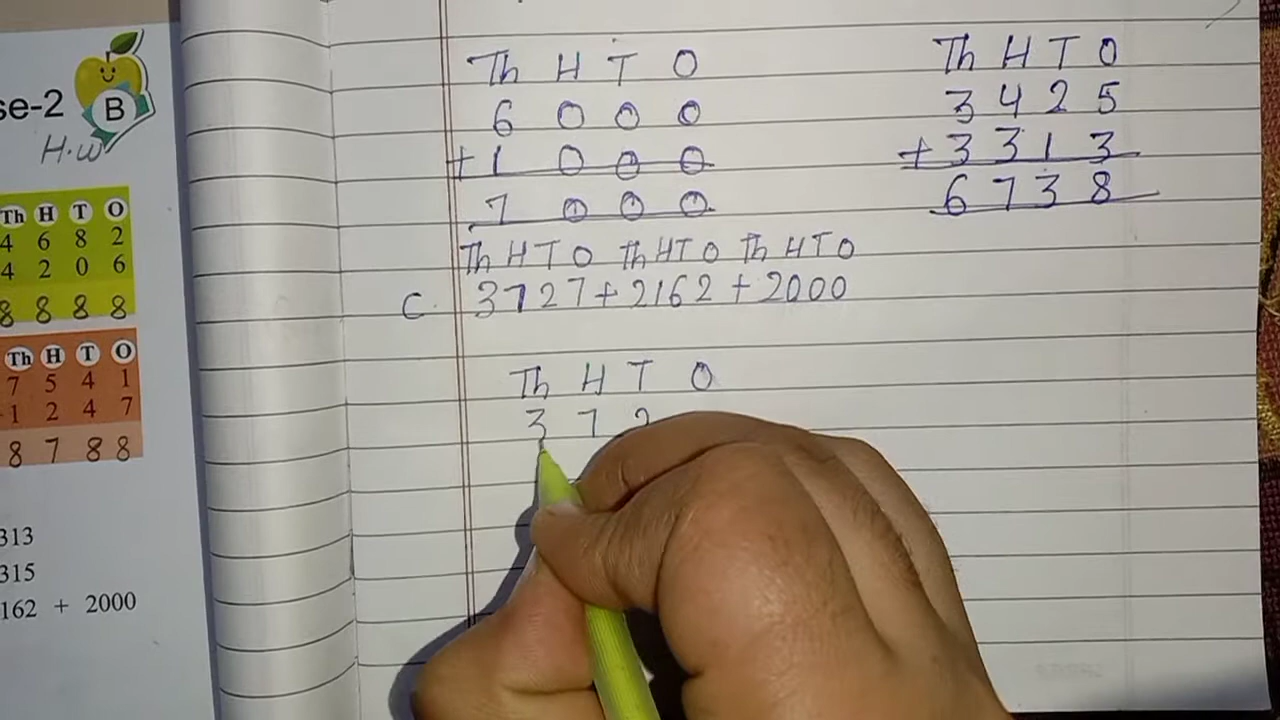 se-2
B
H.W
Th H T O
4 6 8 2
4 2 0 6
8 8 8 8
Th H T O
7 5 4 1
1 2 4 7
8 7 8 8
313
315
162 + 2000
Th H T O
6 0 0 0
+ 1 0 0 0
7 0 0 0
Th H T O
3 4 2 5
+ 3 3 1 3
6 7 3 8
Th H T O Th H T O Th H T O
C. 3727 + 2162 + 2000
Th H T O
3 7 2